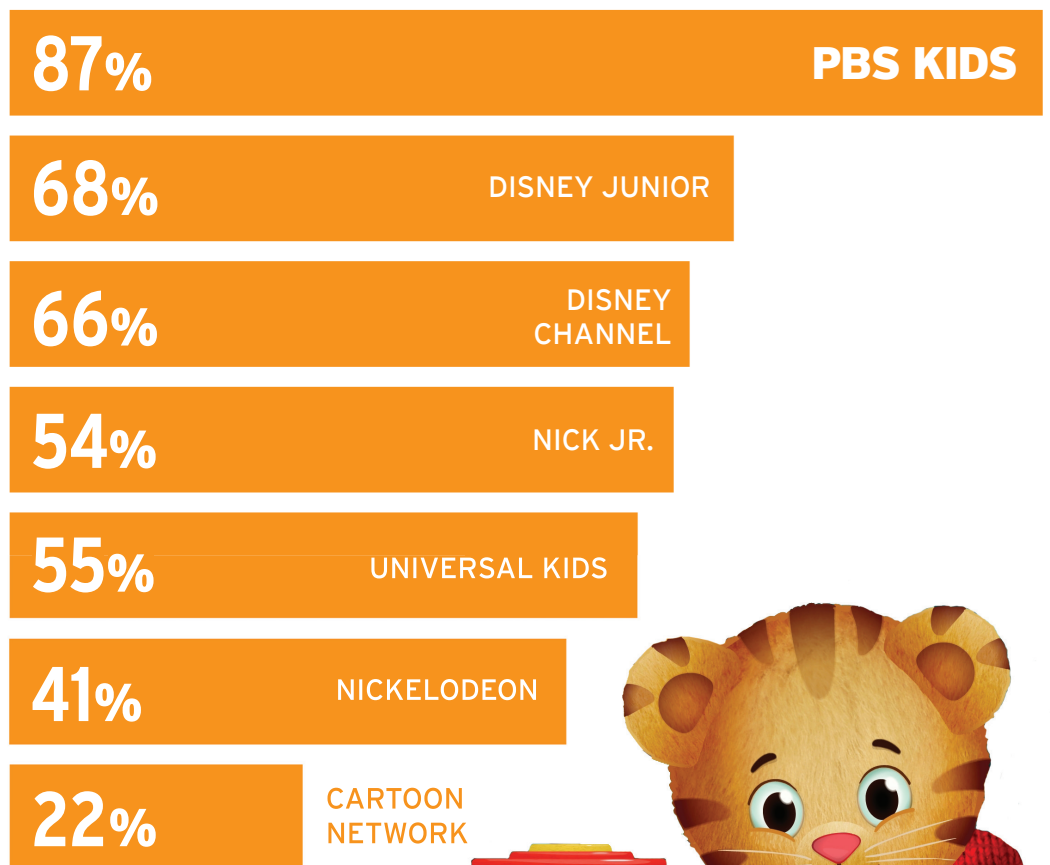 87% PBS KIDS
68% DISNEY JUNIOR
66% DISNEY
CHANNEL
54% NICK JR.
55% UNIVERSAL KIDS
41% NICKELODEON
22% CARTOON
NETWORK